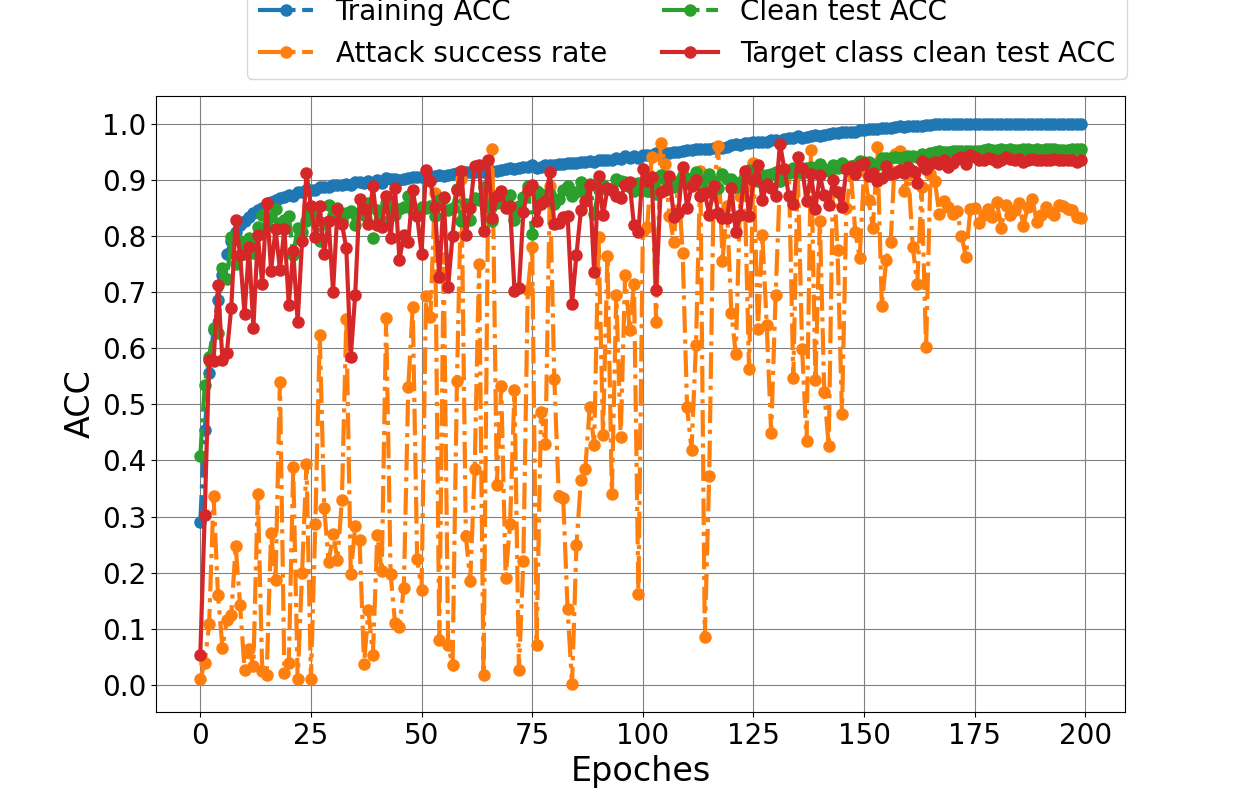 Training ACC
Clean test ACC
Attack success rate
Target class clean test ACC
1.0
0.9
0.8
0.7
0.6
0.5
0.4
0.3
0.2
0.1
0.0
ACC
0 25 50 75 100 125 150 175 200
Epoches